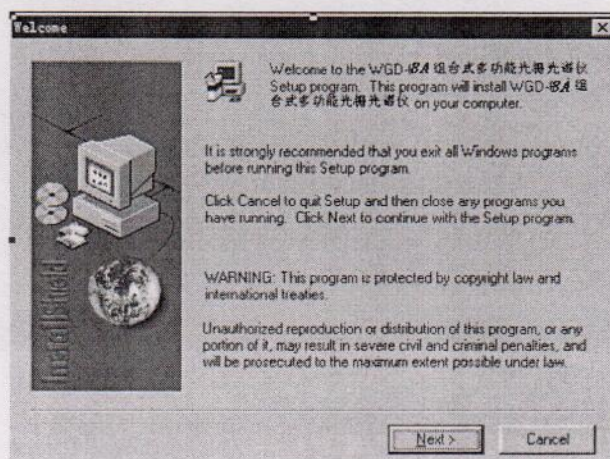 Welcome
Welcome to the WGD-8A 组合式多功能光栅光谱仪
Setup program. This program will install WGD-8A 组
合式多功能光栅光谱仪 on your computer.
It is strongly recommended that you exit all Windows programs
before running this Setup program.
Click Cancel to quit Setup and then close any programs you
have running. Click Next to continue with the Setup program.
WARNING: This program is protected by copyright law and
international treaties.
Unauthorized reproduction or distribution of this program, or any
portion of it, may result in severe civil and criminal penalties, and
will be prosecuted to the maximum extent possible under law.
InstallShield
Next >
Cancel